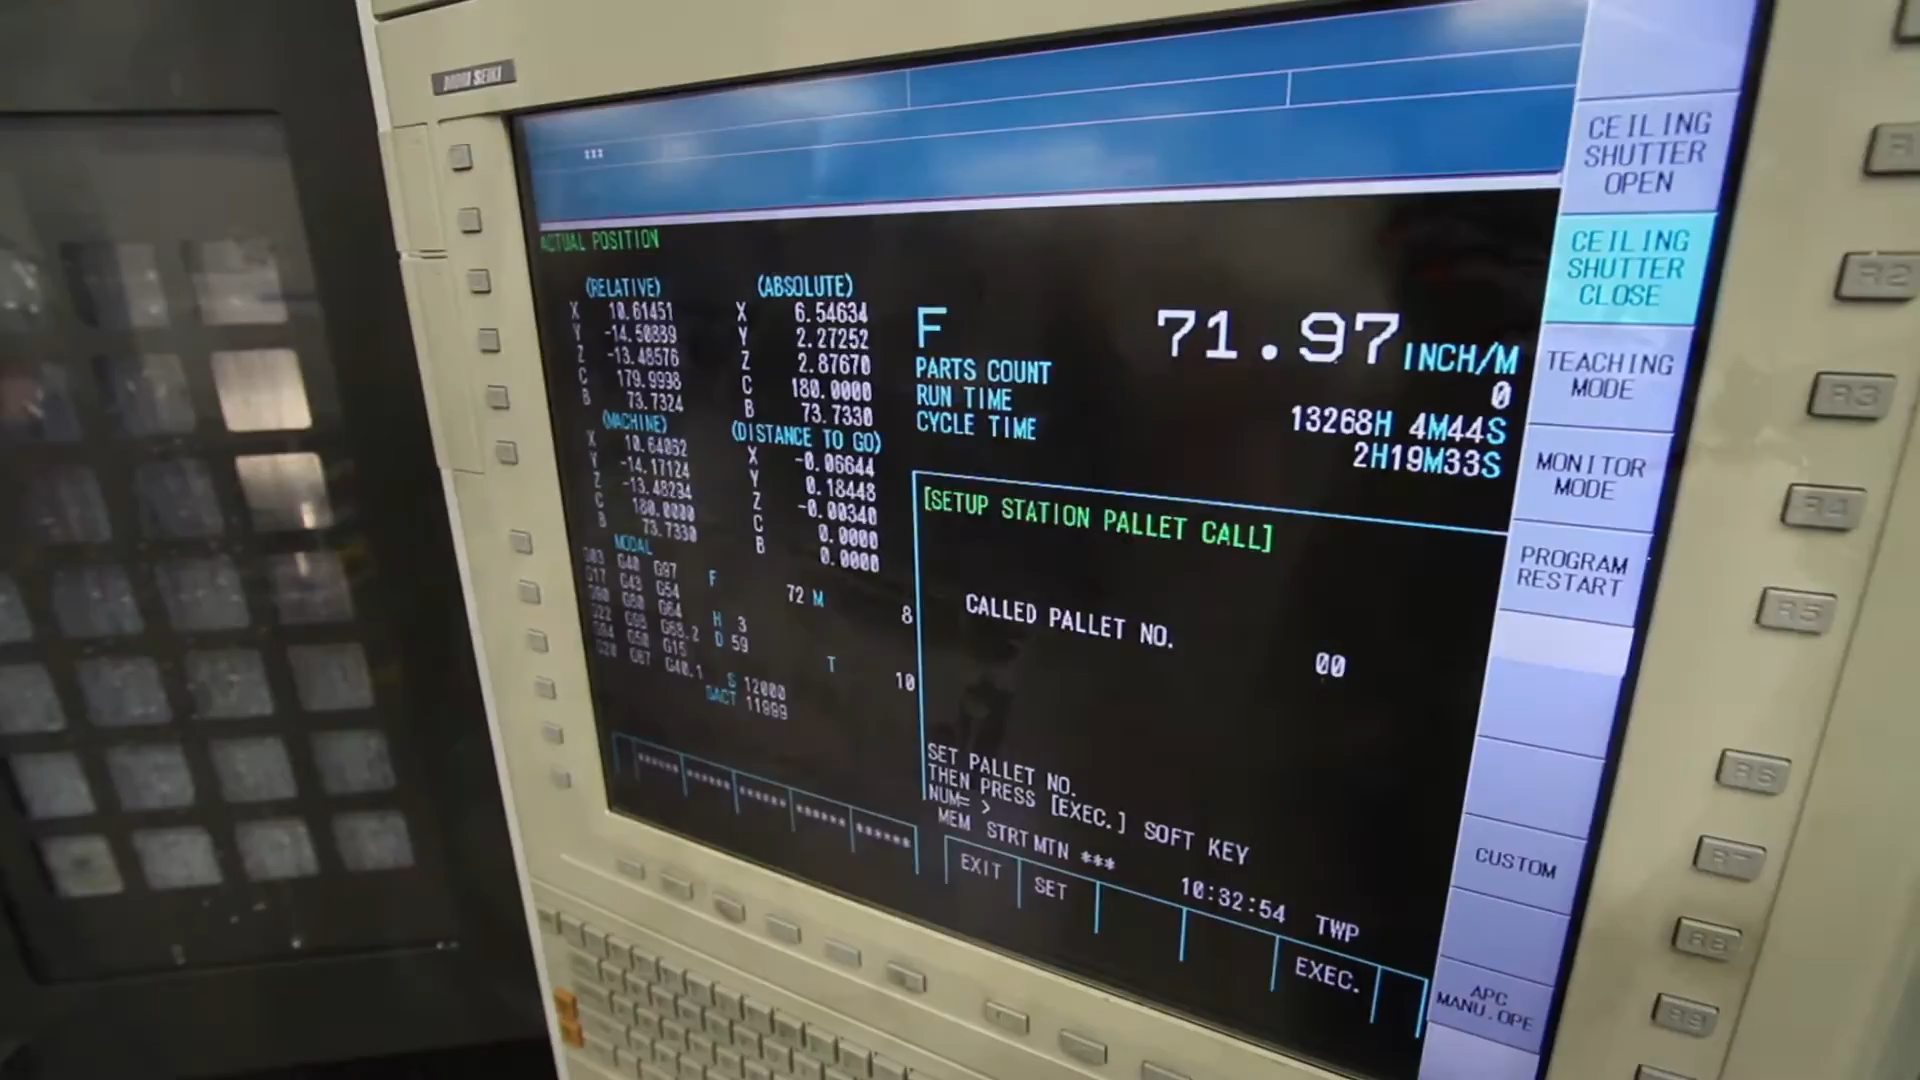 MORI SEIKI
***
ACTUAL POSITION
(RELATIVE)
X 10.61451
Y -14.50889
Z -13.48576
C 179.9998
B 73.7324
(ABSOLUTE)
X 6.54634
Y 2.27252
Z 2.87670
C 180.0000
B 73.7330
(MACHINE)
X 10.64062
Y -14.17124
Z -13.48234
C 180.0000
B 73.7330
(DISTANCE TO GO)
X -0.06644
Y 0.18448
Z -0.00340
C 0.0000
B 0.0000
MODAL
G03 G40 G97
G17 G43 G54
G90 G80 G64
G22 G98 G68.2
G94 G50 G15
G20 G67 G40.1
F 72 M 8
H 3
D 59
T 10
S 12000
SACT 11999
F 71.97 INCH/M
PARTS COUNT 0
RUN TIME 13268H 4M44S
CYCLE TIME 2H19M33S
[SETUP STATION PALLET CALL]
CALLED PALLET NO.
00
SET PALLET NO.
THEN PRESS [EXEC.] SOFT KEY
NUM= >
MEM STRT MTN ***
10:32:54 TWP
EXIT SET EXEC.
CEILING
SHUTTER
OPEN
CEILING
SHUTTER
CLOSE
TEACHING
MODE
MONITOR
MODE
PROGRAM
RESTART
CUSTOM
APC
MANU.OPE
R2
R3
R4
R5
R6
R7
R8
R9